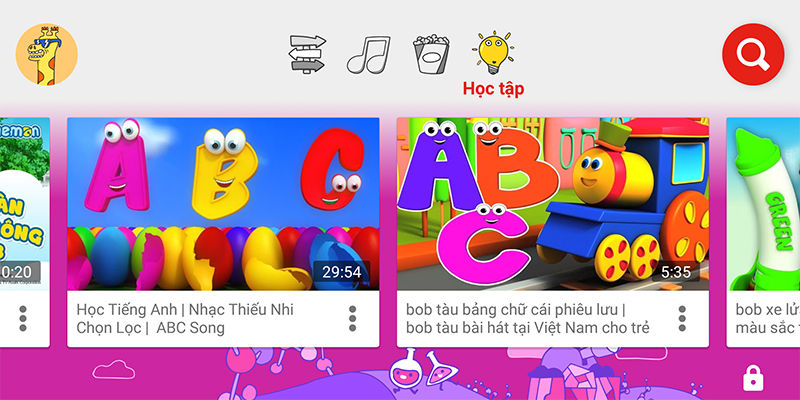 Học tập
emon
ÀN
ÔNG
3
0:20
A B C
29:54
Học Tiếng Anh | Nhạc Thiếu Nhi
Chọn Lọc | ABC Song
A B
C
5:35
bob tàu bảng chữ cái phiêu lưu |
bob tàu bài hát tại Việt Nam cho trẻ
GREEN
bob xe lử
màu sắc t